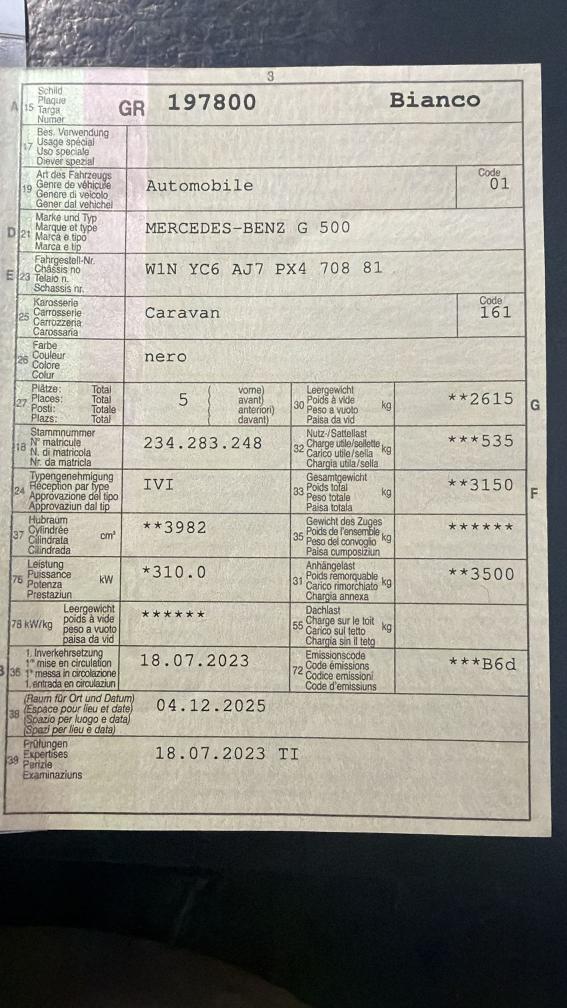 3
A 15 Schild
Plaque
Targa
Numer
GR 197800 Bianco
17 Bes. Verwendung
Usage spécial
Uso speciale
Diever spezial
19 Art des Fahrzeugs
Genre de véhicule
Genere di veicolo
Gener dal vehichel
Automobile
Code
01
D 21 Marke und Typ
Marque et type
Marca e tipo
Marca e tip
MERCEDES-BENZ G 500
E 23 Fahrgestell-Nr.
Châssis no
Telaio n.
Schassis nr.
W1N YC6 AJ7 PX4 708 81
25 Karosserie
Carrosserie
Carrozzeria
Carossaria
Caravan
Code
161
26 Farbe
Couleur
Colore
Colur
nero
27 Plätze: Total
Places: Total
Posti: Totale
Plazs: Total
5
( vorne)
avant)
anteriori)
davant)
30 Leergewicht
Poids à vide
Peso a vuoto
Paisa da vid
kg
**2615 G
18 Stammnummer
N° matricule
N. di matricola
Nr. da matricla
234.283.248
32 Nutz-/Sattellast
Charge utile/sellette
Carico utile/sella
Chargia utila/sella
kg
***535
24 Typengenehmigung
Réception par type
Approvazione del tipo
Approvaziun dal tip
IVI
33 Gesamtgewicht
Poids total
Peso totale
Paisa totala
kg
**3150 F
37 Hubraum
Cylindrée
Cilindrata
Cilindrada
cm³
**3982
35 Gewicht des Zuges
Poids de l'ensemble
Peso del convoglio
Paisa cumposiziun
kg
******
76 Leistung
Puissance
Potenza
Prestaziun
kW
*310.0
31 Anhängelast
Poids remorquable
Carico rimorchiato
Chargia annexa
kg
**3500
78 kW/kg Leergewicht
poids à vide
peso a vuoto
paisa da vid
******
55 Dachlast
Charge sur le toit
Carico sul tetto
Chargia sin il tetg
kg
B 36 1. Inverkehrsetzung
1re mise en circulation
1a messa in circolazione
1. entrada en circulaziun
18.07.2023
72 Emissionscode
Code émissions
Codice emissioni
Code d'emissiuns
***B6d
38 (Raum für Ort und Datum)
(Espace pour lieu et date)
(Spazio per luogo e data)
(Spazi per lieu e data)
04.12.2025
39 Prüfungen
Expertises
Perizie
Examinaziuns
18.07.2023 TI